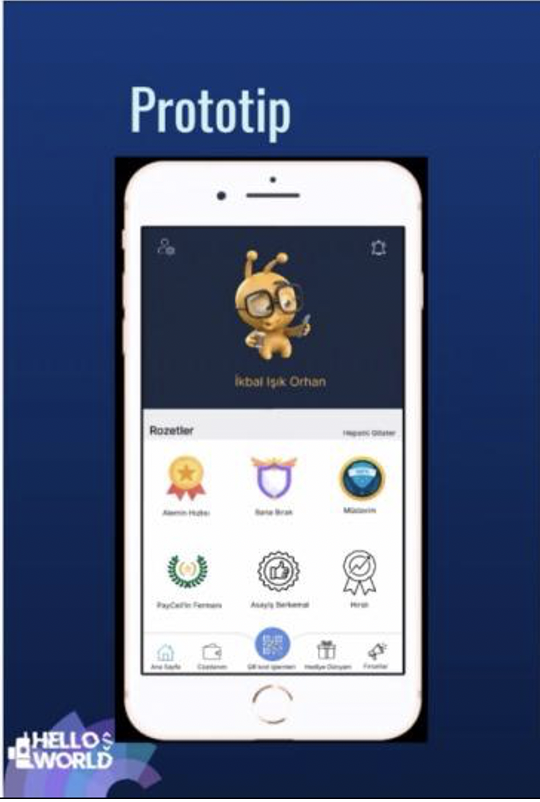 Prototip
İkbal Işık Orhan
Rozetler
Hepsini Göster
Alemin Hızlısı
Bana Bırak
Müdavim
PayCell'in Fermanı
Asayiş Berkemal
Hırslı
Ana Sayfa
Cüzdanım
QR kod işlemleri
Hediye Dünyam
Fırsatlar
HELLO
WORLD